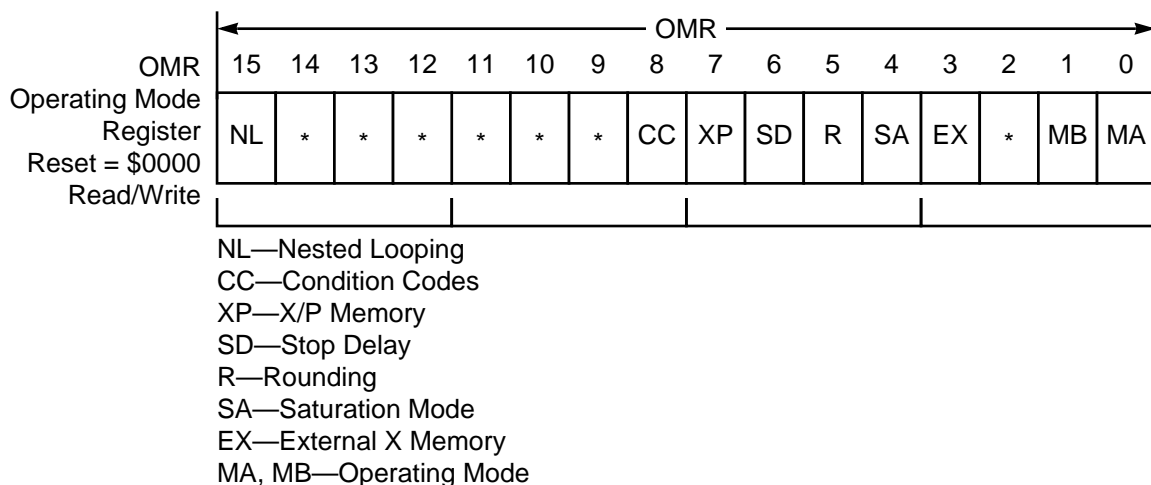 OMR
OMR 15 14 13 12 11 10 9 8 7 6 5 4 3 2 1 0
Operating Mode
Register
Reset = $0000
Read/Write
NL * * * * * * CC XP SD R SA EX * MB MA
NL—Nested Looping
CC—Condition Codes
XP—X/P Memory
SD—Stop Delay
R—Rounding
SA—Saturation Mode
EX—External X Memory
MA, MB—Operating Mode